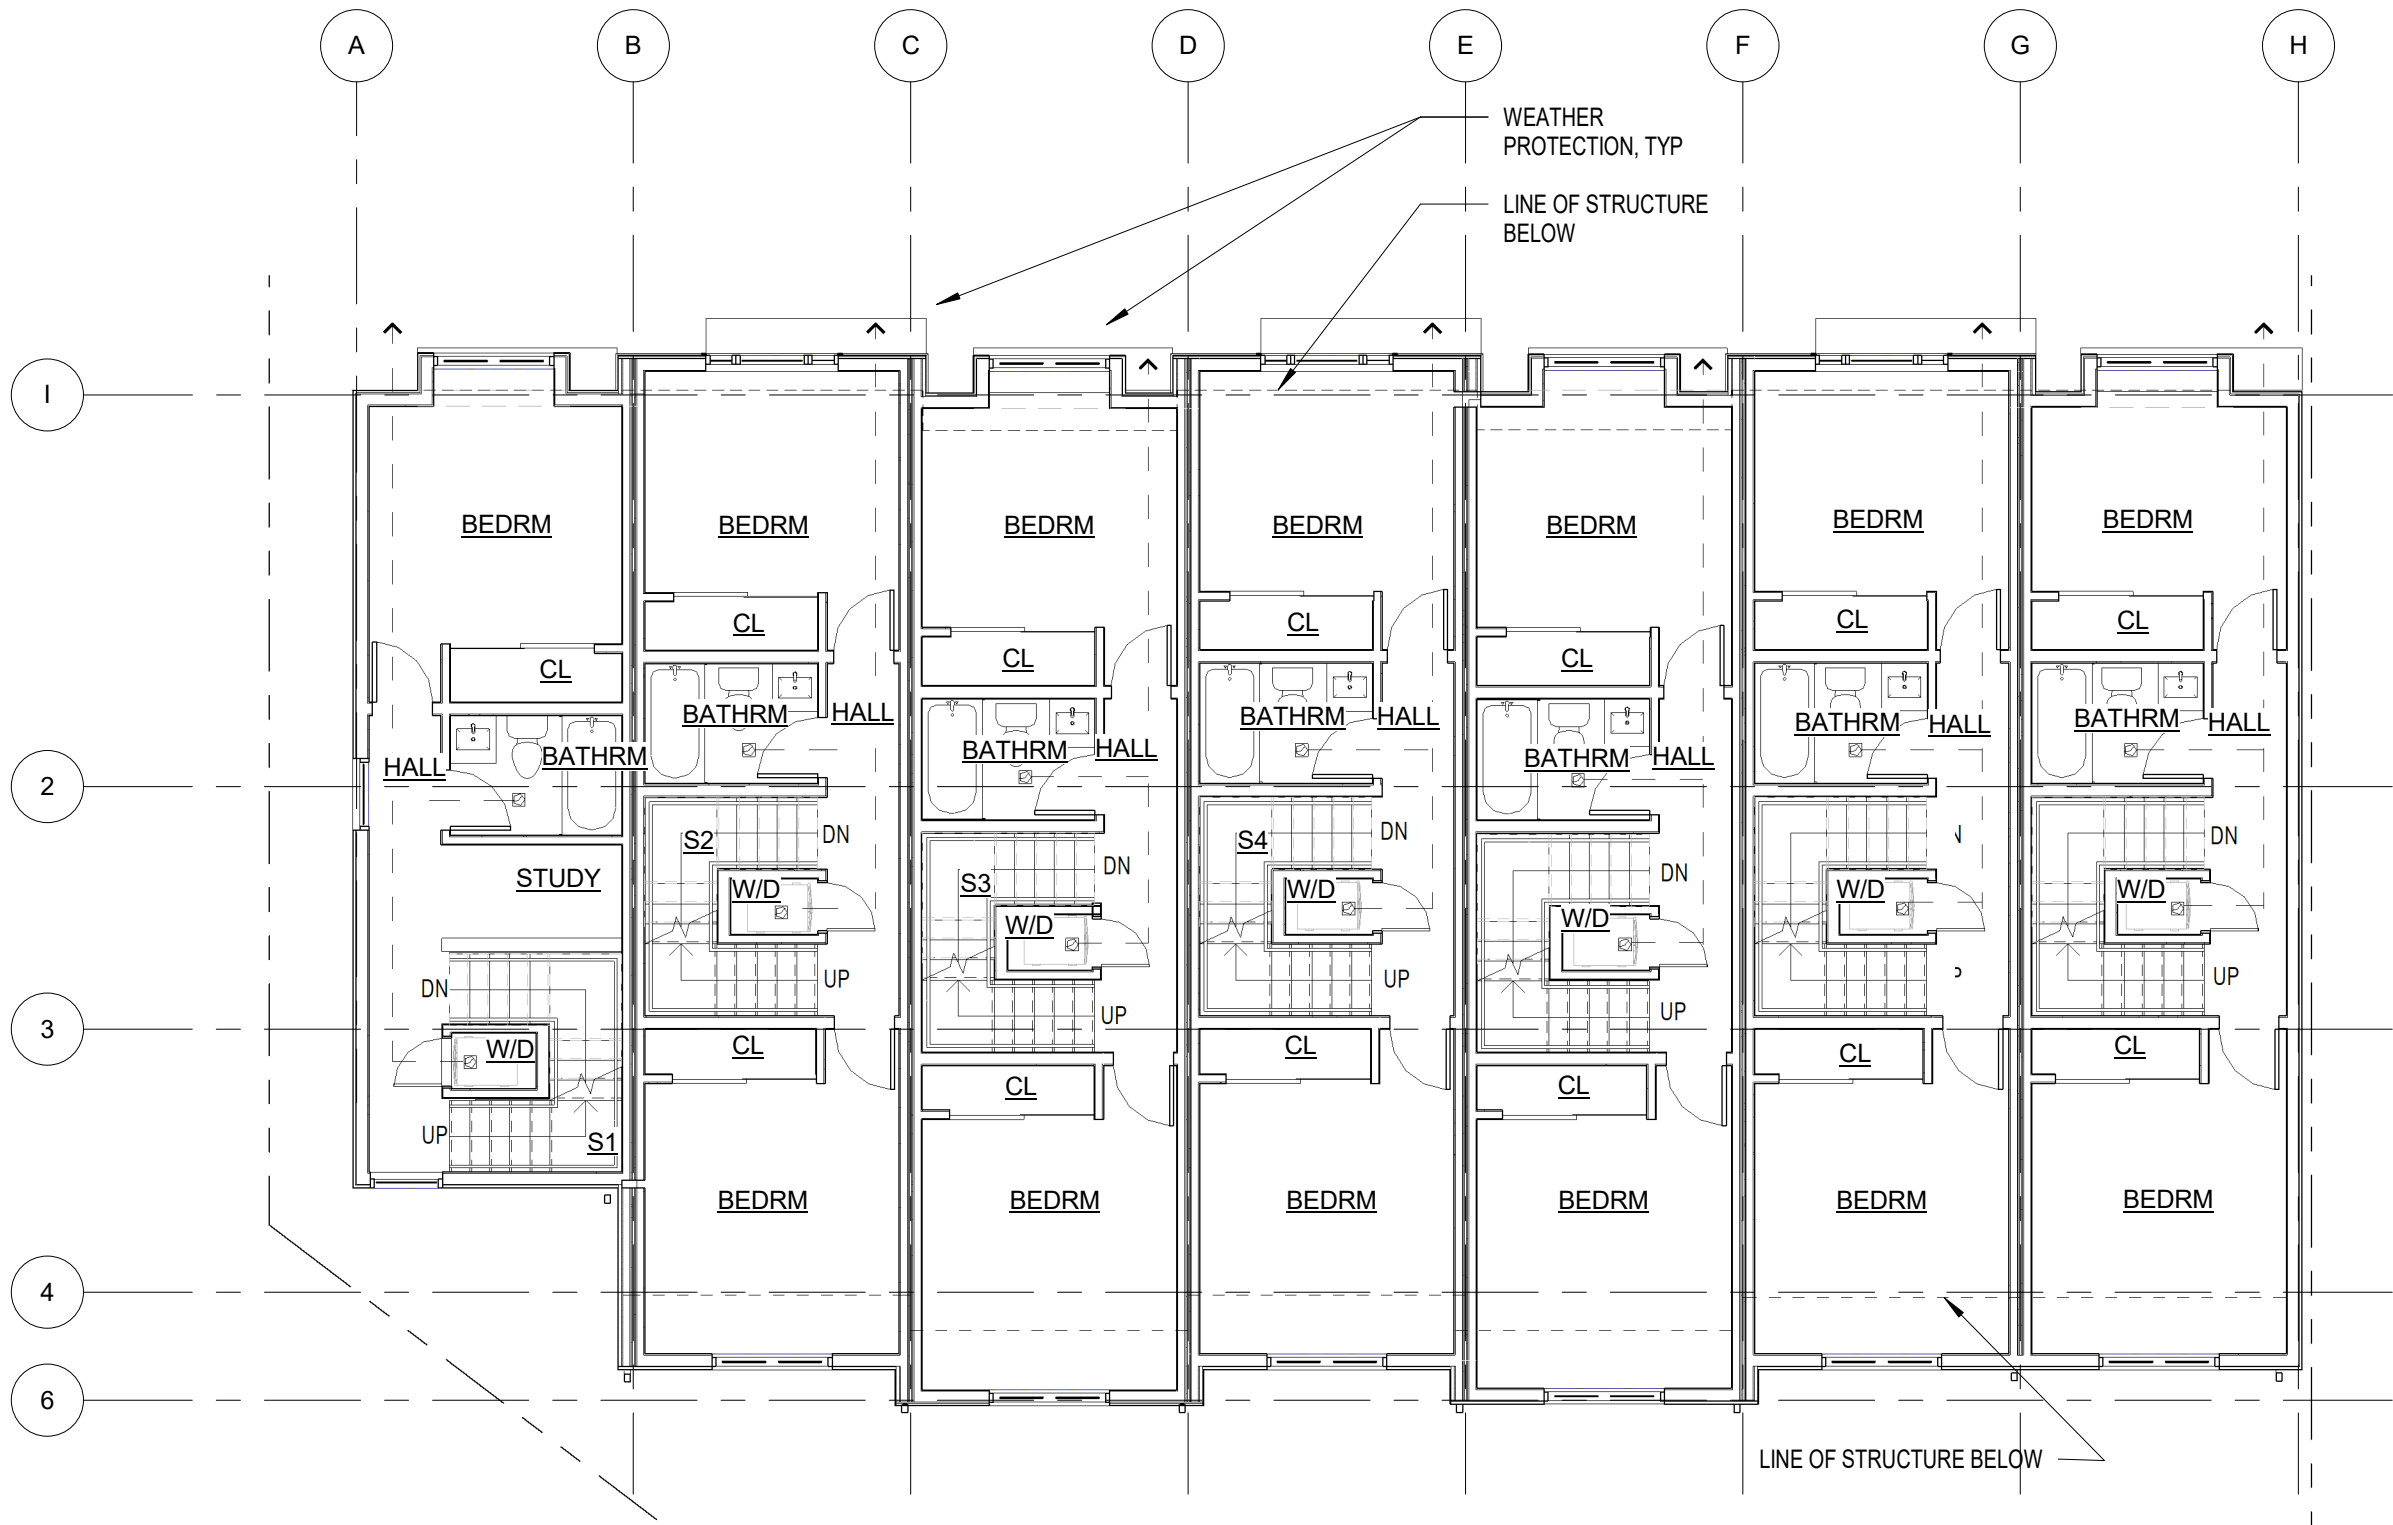 A B C D E F G H
WEATHER
PROTECTION, TYP
LINE OF STRUCTURE
BELOW
I
BEDRM BEDRM BEDRM BEDRM BEDRM BEDRM BEDRM
CL CL CL CL CL CL CL
BATHRM HALL BATHRM HALL BATHRM HALL BATHRM HALL BATHRM HALL BATHRM HALL
HALL BATHRM
2
S2 DN S3 DN S4 DN DN N DN
STUDY W/D W/D W/D W/D W/D W/D
DN UP UP UP UP UP
3
W/D CL CL CL CL CL CL
UP S1
BEDRM BEDRM BEDRM BEDRM BEDRM BEDRM
4
6
LINE OF STRUCTURE BELOW